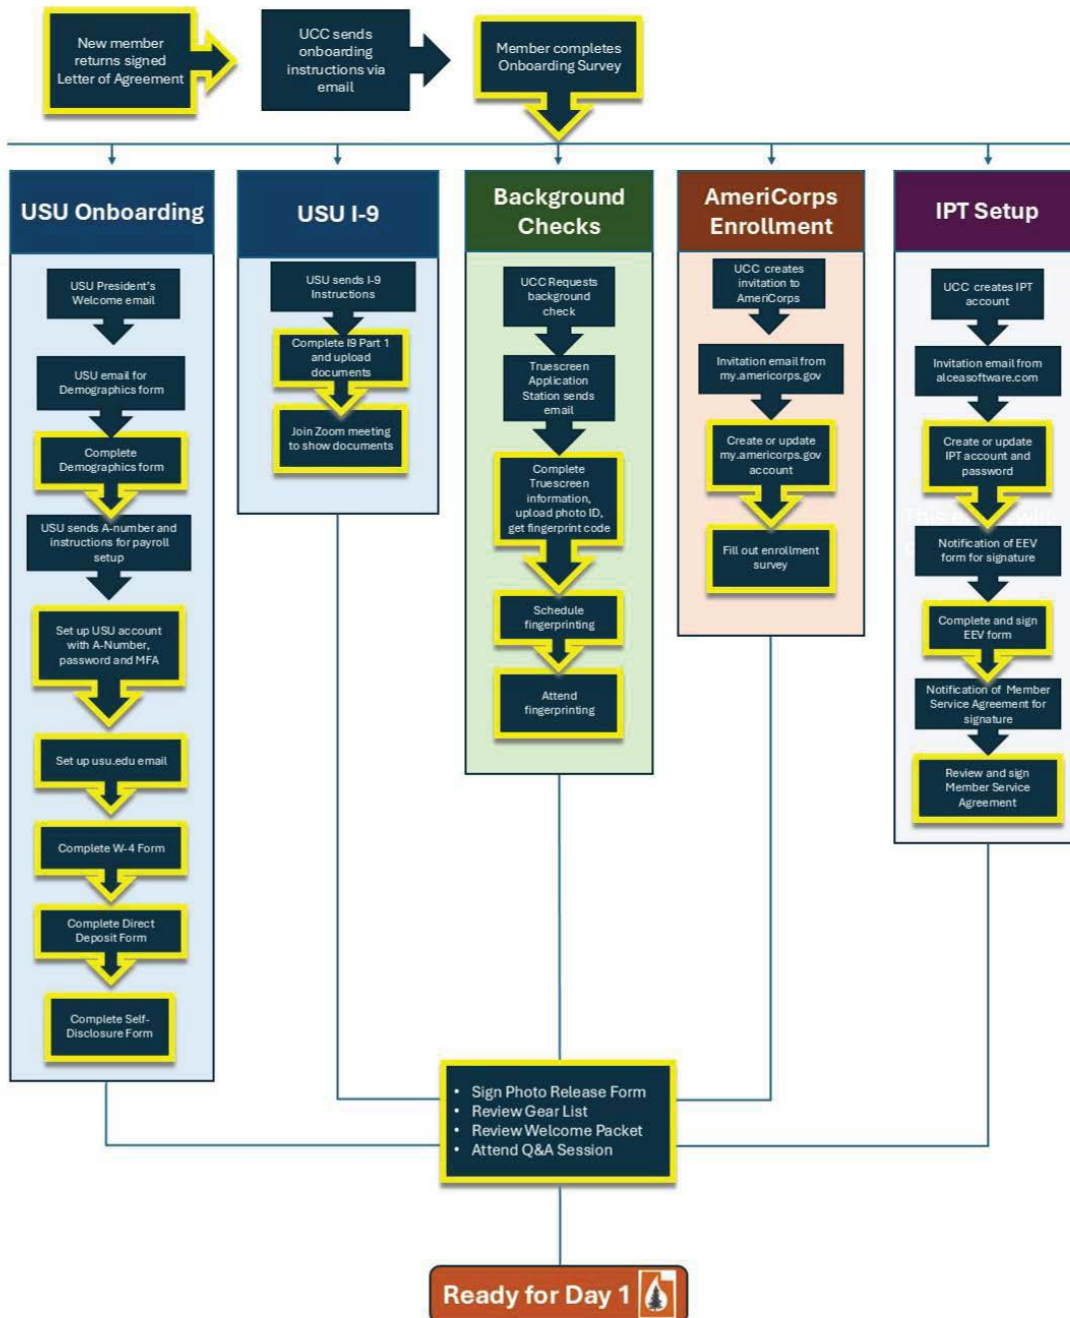 New member
returns signed
Letter of Agreement
UCC sends
onboarding
instructions via
email
Member completes
Onboarding Survey
USU Onboarding
USU President's
Welcome email
USU email for
Demographics form
Complete
Demographics form
USU sends A-number and
instructions for payroll
setup
Set up USU account
with A-Number,
password and MFA
Set up usu.edu email
Complete W-4 Form
Complete Direct
Deposit Form
Complete Self-
Disclosure Form
USU I-9
USU sends I-9
Instructions
Complete I9 Part 1
and upload
documents
Join Zoom meeting
to show documents
Background
Checks
UCC Requests
background
check
Truescreen
Application
Station sends
email
Complete
Truescreen
information,
upload photo ID,
get fingerprint code
Schedule
fingerprinting
Attend
fingerprinting
AmeriCorps
Enrollment
UCC creates
invitation to
AmeriCorps
Invitation email from
my.americorps.gov
Create or update
my.americorps.gov
account
Fill out enrollment
survey
IPT Setup
UCC creates IPT
account
Invitation email from
alceasoftware.com
Create or update
IPT account and
password
Notification of EEV
form for signature
Complete and sign
EEV form
Notification of Member
Service Agreement for
signature
Review and sign
Member Service
Agreement
• Sign Photo Release Form
• Review Gear List
• Review Welcome Packet
• Attend Q&A Session
Ready for Day 1